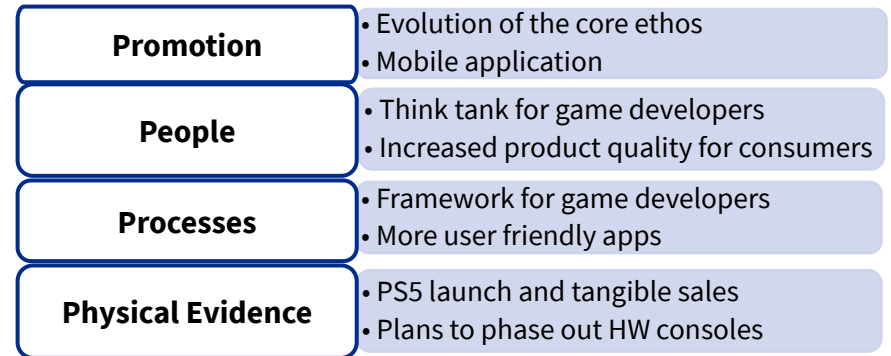 Promotion
• Evolution of the core ethos
• Mobile application
People
• Think tank for game developers
• Increased product quality for consumers
Processes
• Framework for game developers
• More user friendly apps
Physical Evidence
• PS5 launch and tangible sales
• Plans to phase out HW consoles